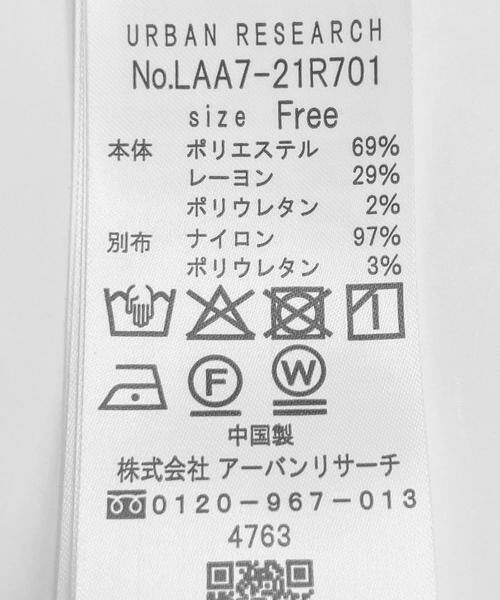 URBAN RESEARCH
No.LAA7-21R701
size Free
本体 ポリエステル 69%
レーヨン 29%
ポリウレタン 2%
別布 ナイロン 97%
ポリウレタン 3%
F W
中国製
株式会社 アーバンリサーチ
0120-967-013
4763